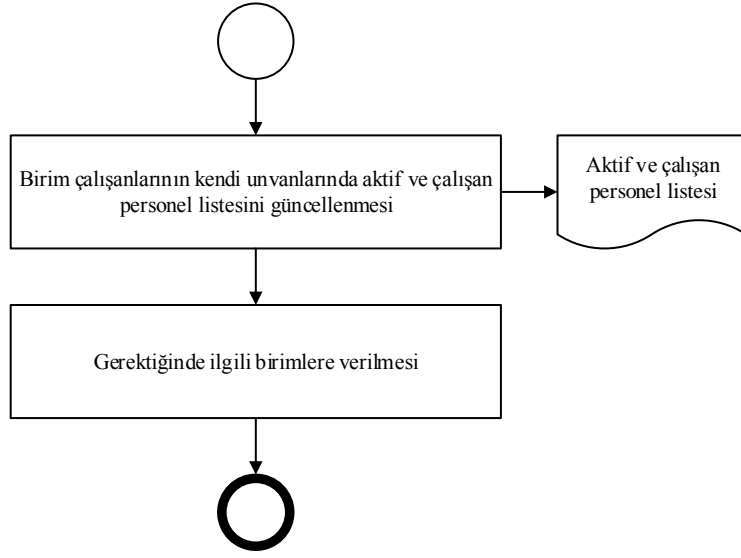 Birim çalışanlarının kendi unvanlarında aktif ve çalışan
personel listesini güncellenmesi
Aktif ve çalışan
personel listesi
Gerektiğinde ilgili birimlere verilmesi